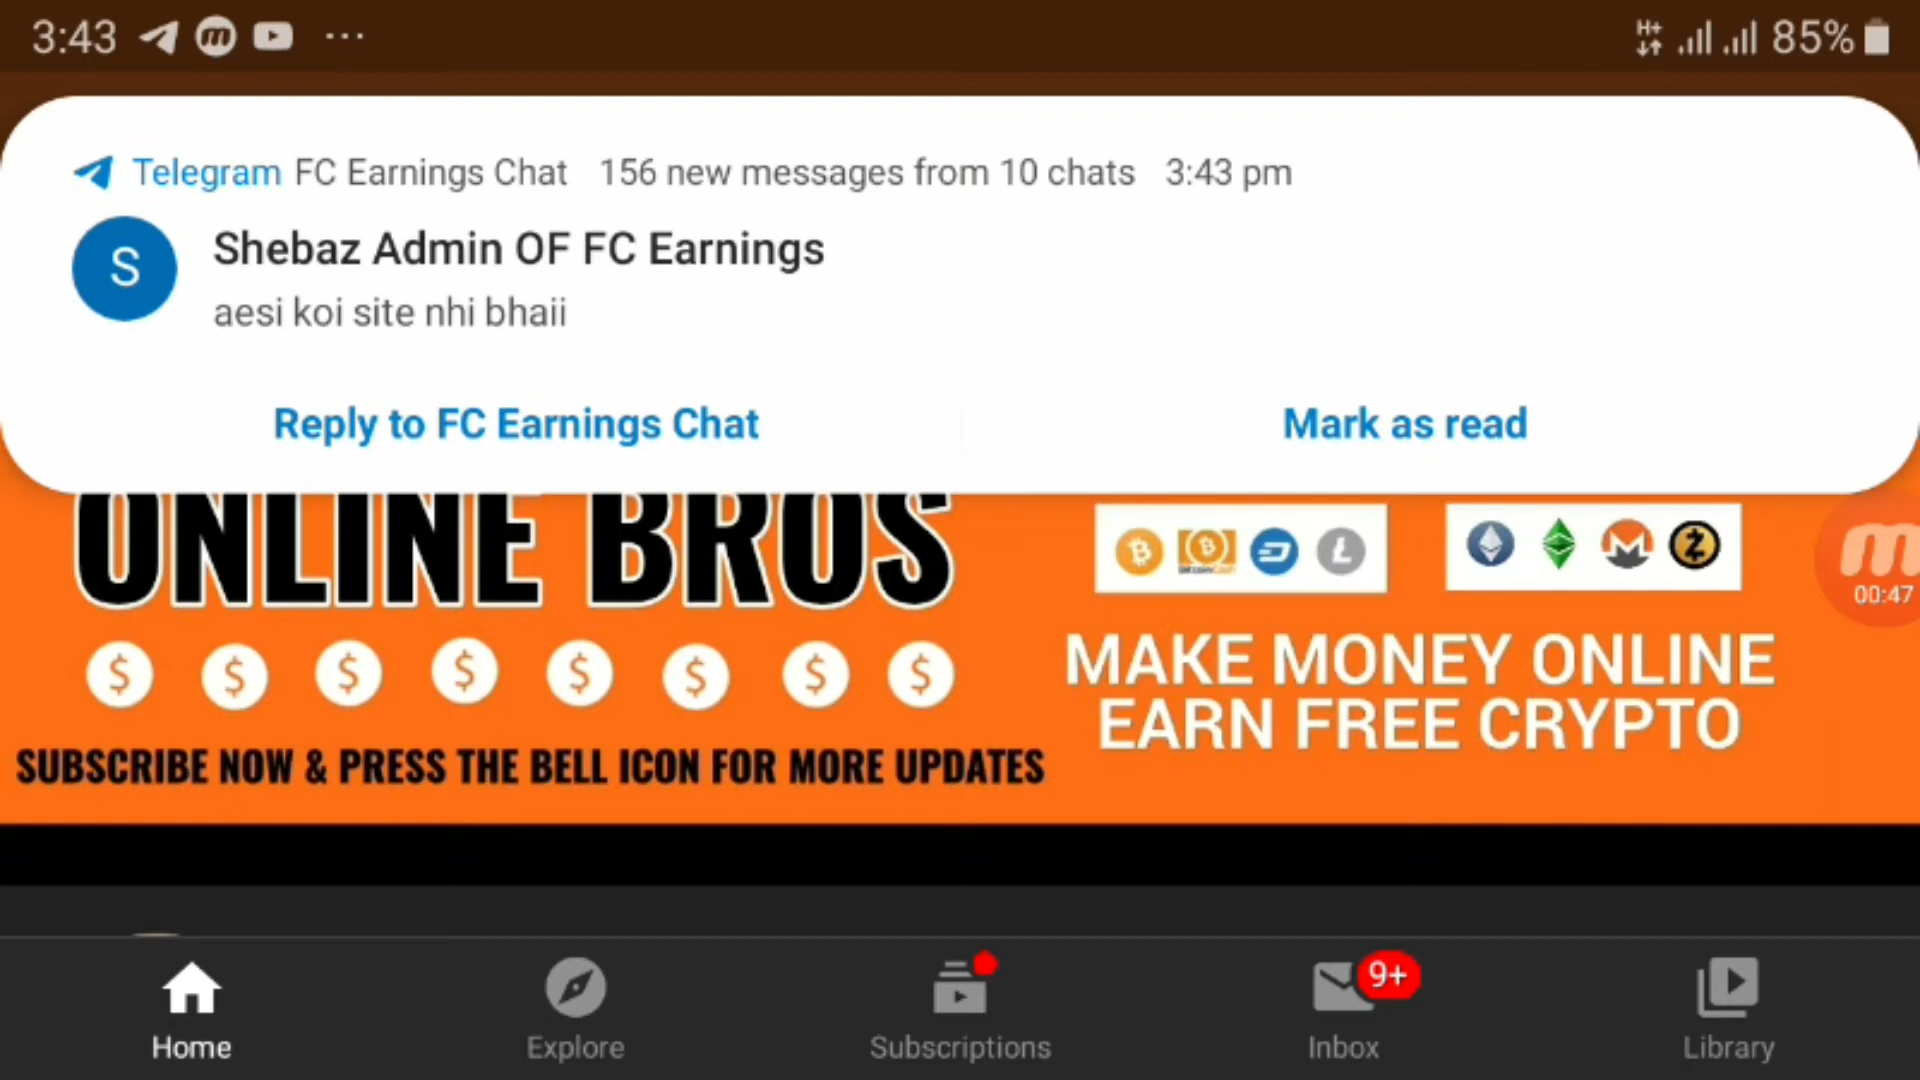 3:43 85%
Telegram FC Earnings Chat 156 new messages from 10 chats 3:43 pm
S
Shebaz Admin OF FC Earnings
aesi koi site nhi bhaii
Reply to FC Earnings Chat Mark as read
ONLINE BROS
00:47
$ $ $ $ $ $ $ $
MAKE MONEY ONLINE
EARN FREE CRYPTO
SUBSCRIBE NOW & PRESS THE BELL ICON FOR MORE UPDATES
9+
Home Explore Subscriptions Inbox Library